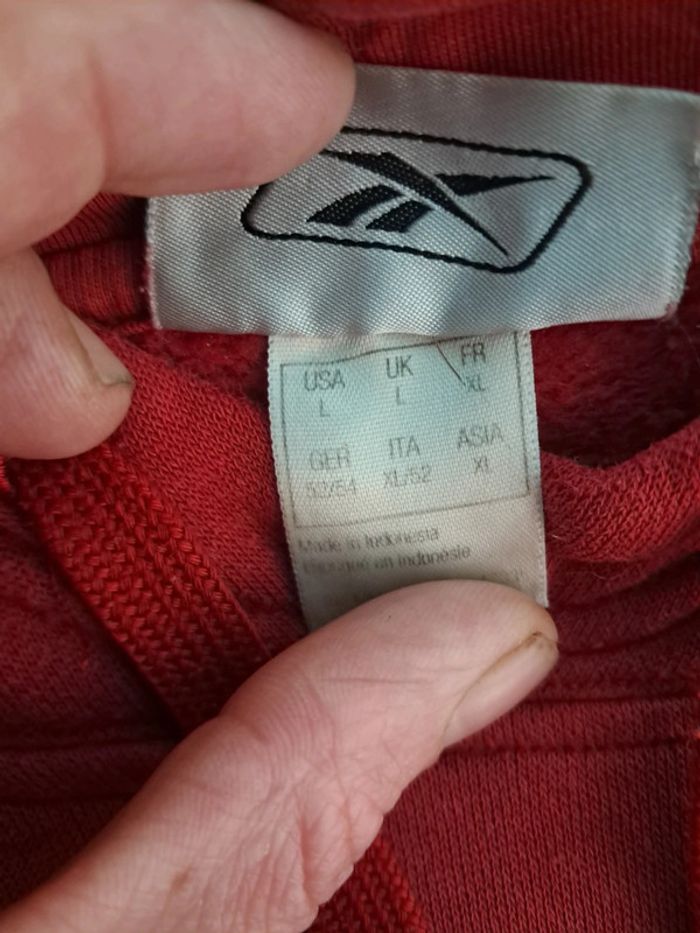 USA UK FR
L L XL
GER ITA ASIA
52/54 XL/52 XL
Made in Indonesia
Fabriqué en Indonésie